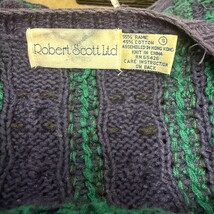 Robert Scott Ltd
55% RAMIE
45% COTTON
S
ASSEMBLED IN HONG KONG
KNIT IN CHINA
RN 65426
CARE INSTRUCTION
ON BACK